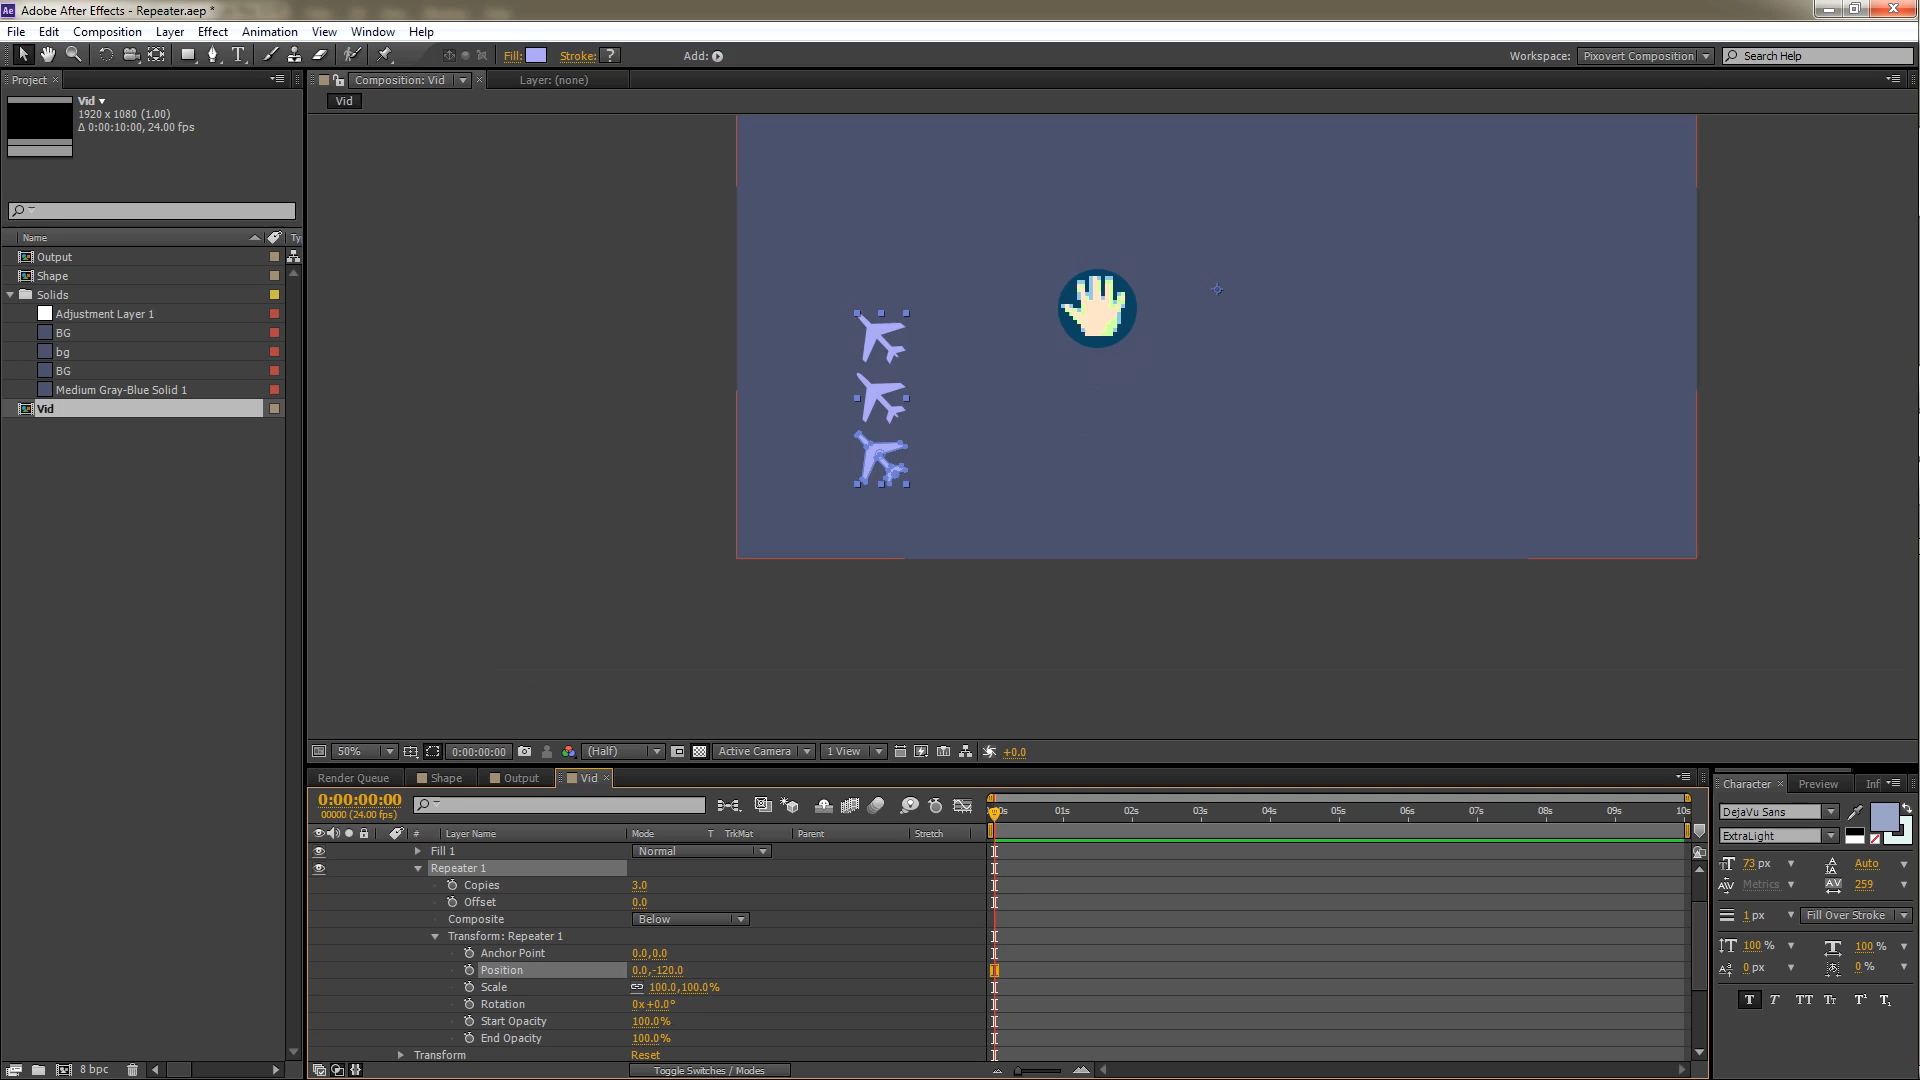 Adobe After Effects - Repeater.aep *
File Edit Composition Layer Effect Animation View Window Help
Fill: Stroke: ? Add: Workspace: Pixovert Composition Search Help
Project Composition: Vid Layer: (none)
Vid
Vid
1920 x 1080 (1.00)
Δ 0:00:10:00, 24.00 fps
Name Ty
Output
Shape
Solids
Adjustment Layer 1
BG
bg
BG
Medium Gray-Blue Solid 1
Vid
50% 0:00:00:00 (Half) Active Camera 1 View +0.0
Render Queue Shape Output Vid
0:00:00:00
00000 (24.00 fps)
00s 01s 02s 03s 04s 05s 06s 07s 08s 09s 10s
# Layer Name Mode T TrkMat Parent Stretch
Fill 1 Normal
Repeater 1
Copies 3.0
Offset 0.0
Composite Below
Transform: Repeater 1
Anchor Point 0.0,0.0
Position 0.0,-120.0
Scale 100.0,100.0%
Rotation 0x+0.0°
Start Opacity 100.0%
End Opacity 100.0%
Transform Reset
8 bpc Toggle Switches / Modes
Character Preview Inf
DejaVu Sans
ExtraLight
73 px Auto
Metrics 259
1 px Fill Over Stroke
100 % 100 %
0 px 0 %
T T TT Tt T¹ T₁